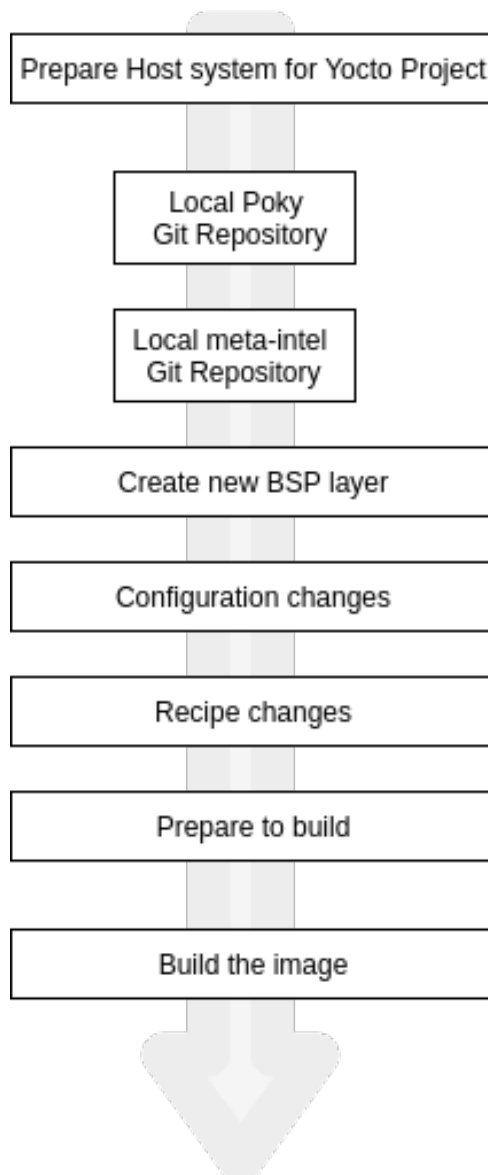 Prepare Host system for Yocto Project
Local Poky
Git Repository
Local meta-intel
Git Repository
Create new BSP layer
Configuration changes
Recipe changes
Prepare to build
Build the image